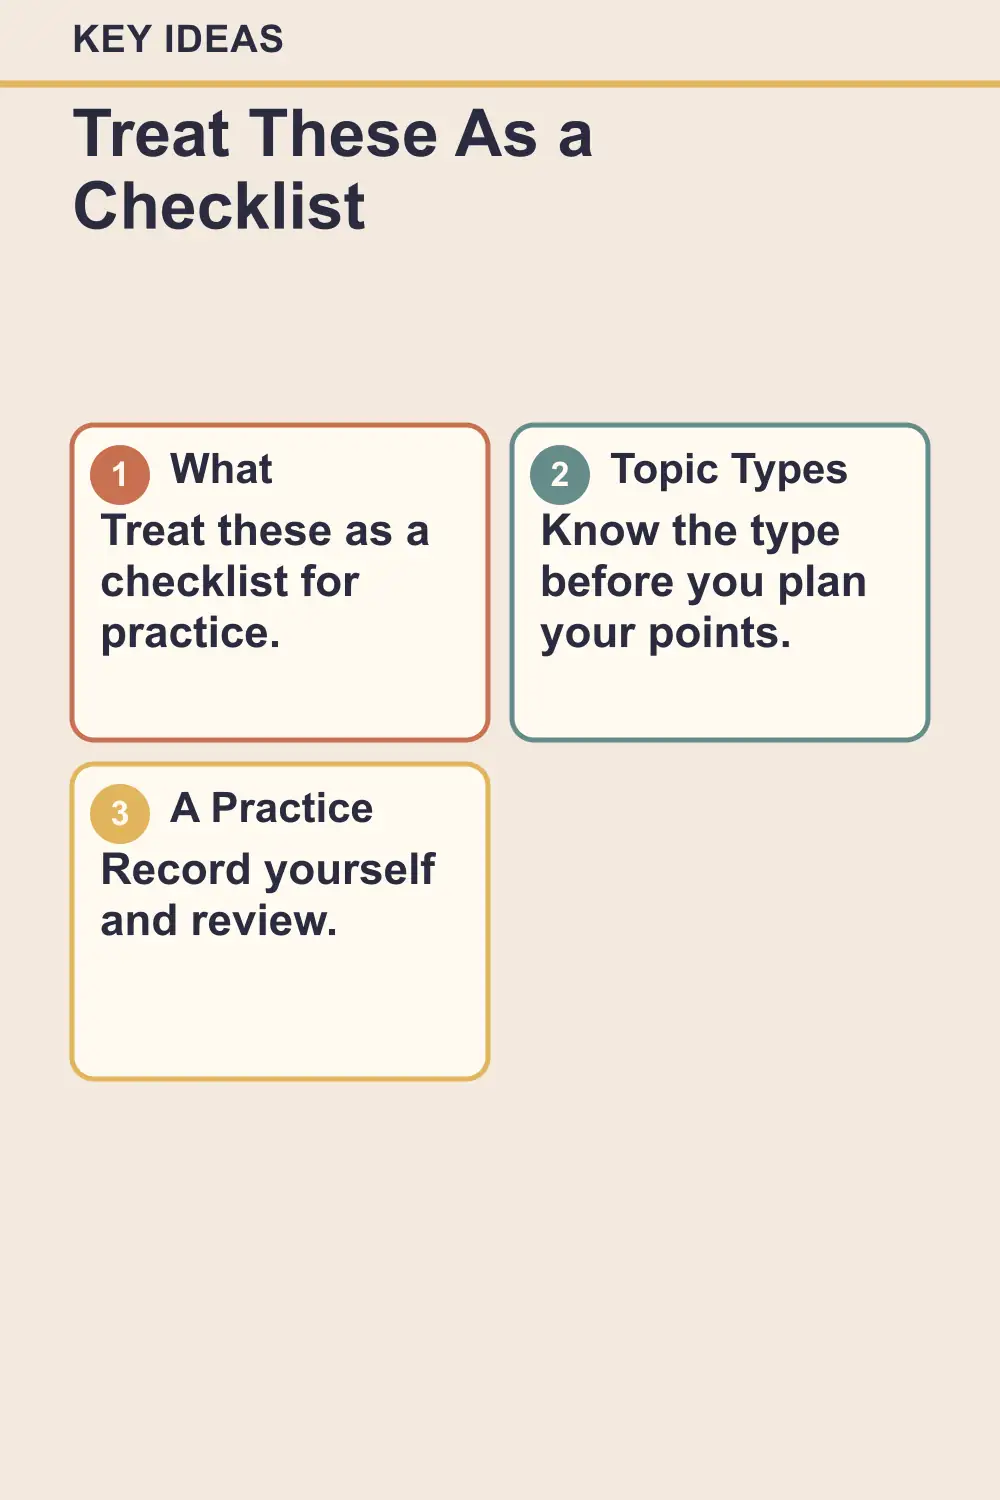 KEY IDEAS
Treat These As a
Checklist
1 What
Treat these as a
checklist for
practice.
2 Topic Types
Know the type
before you plan
your points.
3 A Practice
Record yourself
and review.